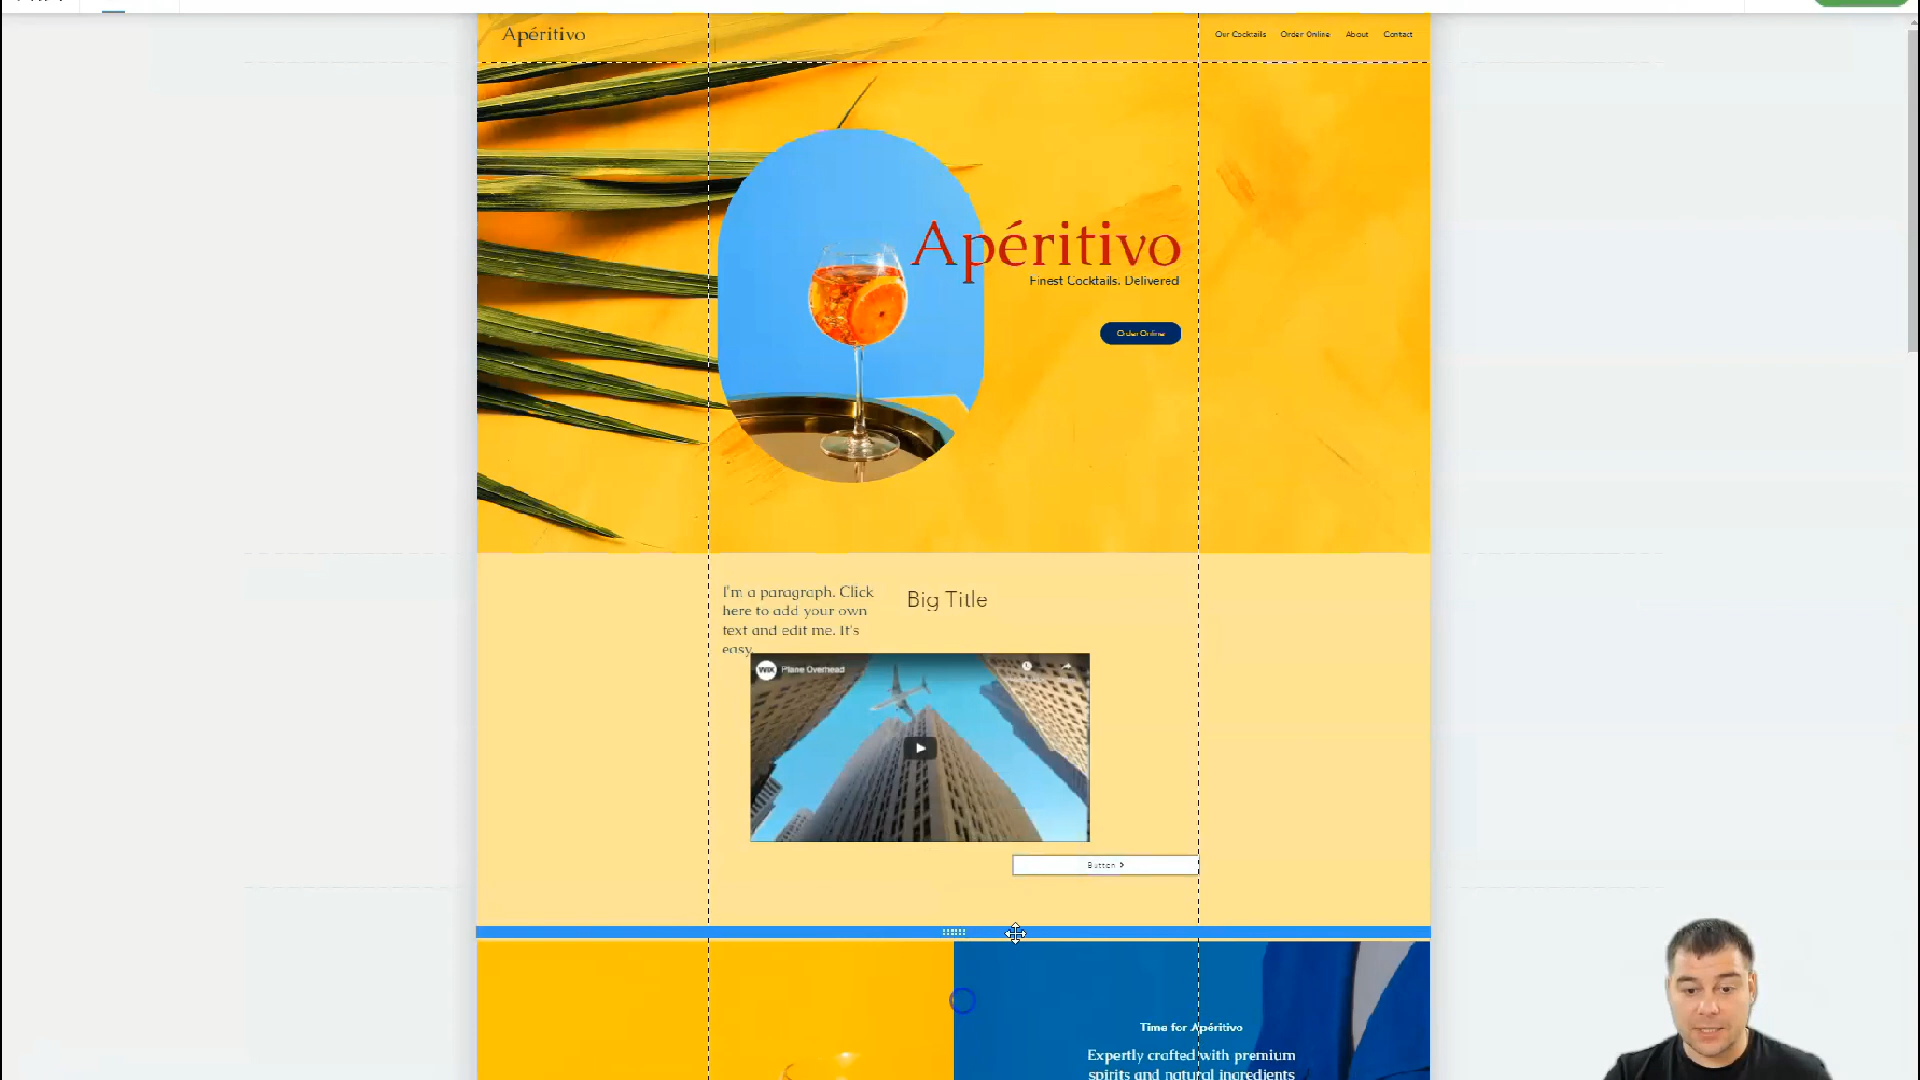 Apéritivo
Our Cocktails Order Online About Contact
Apéritivo
Finest Cocktails. Delivered
Order Online
I'm a paragraph. Click
here to add your own
text and edit me. It's
easy.
Big Title
WIX Plane Overhead
Button >
Time for Apéritivo
Expertly crafted with premium
spirits and natural ingredients